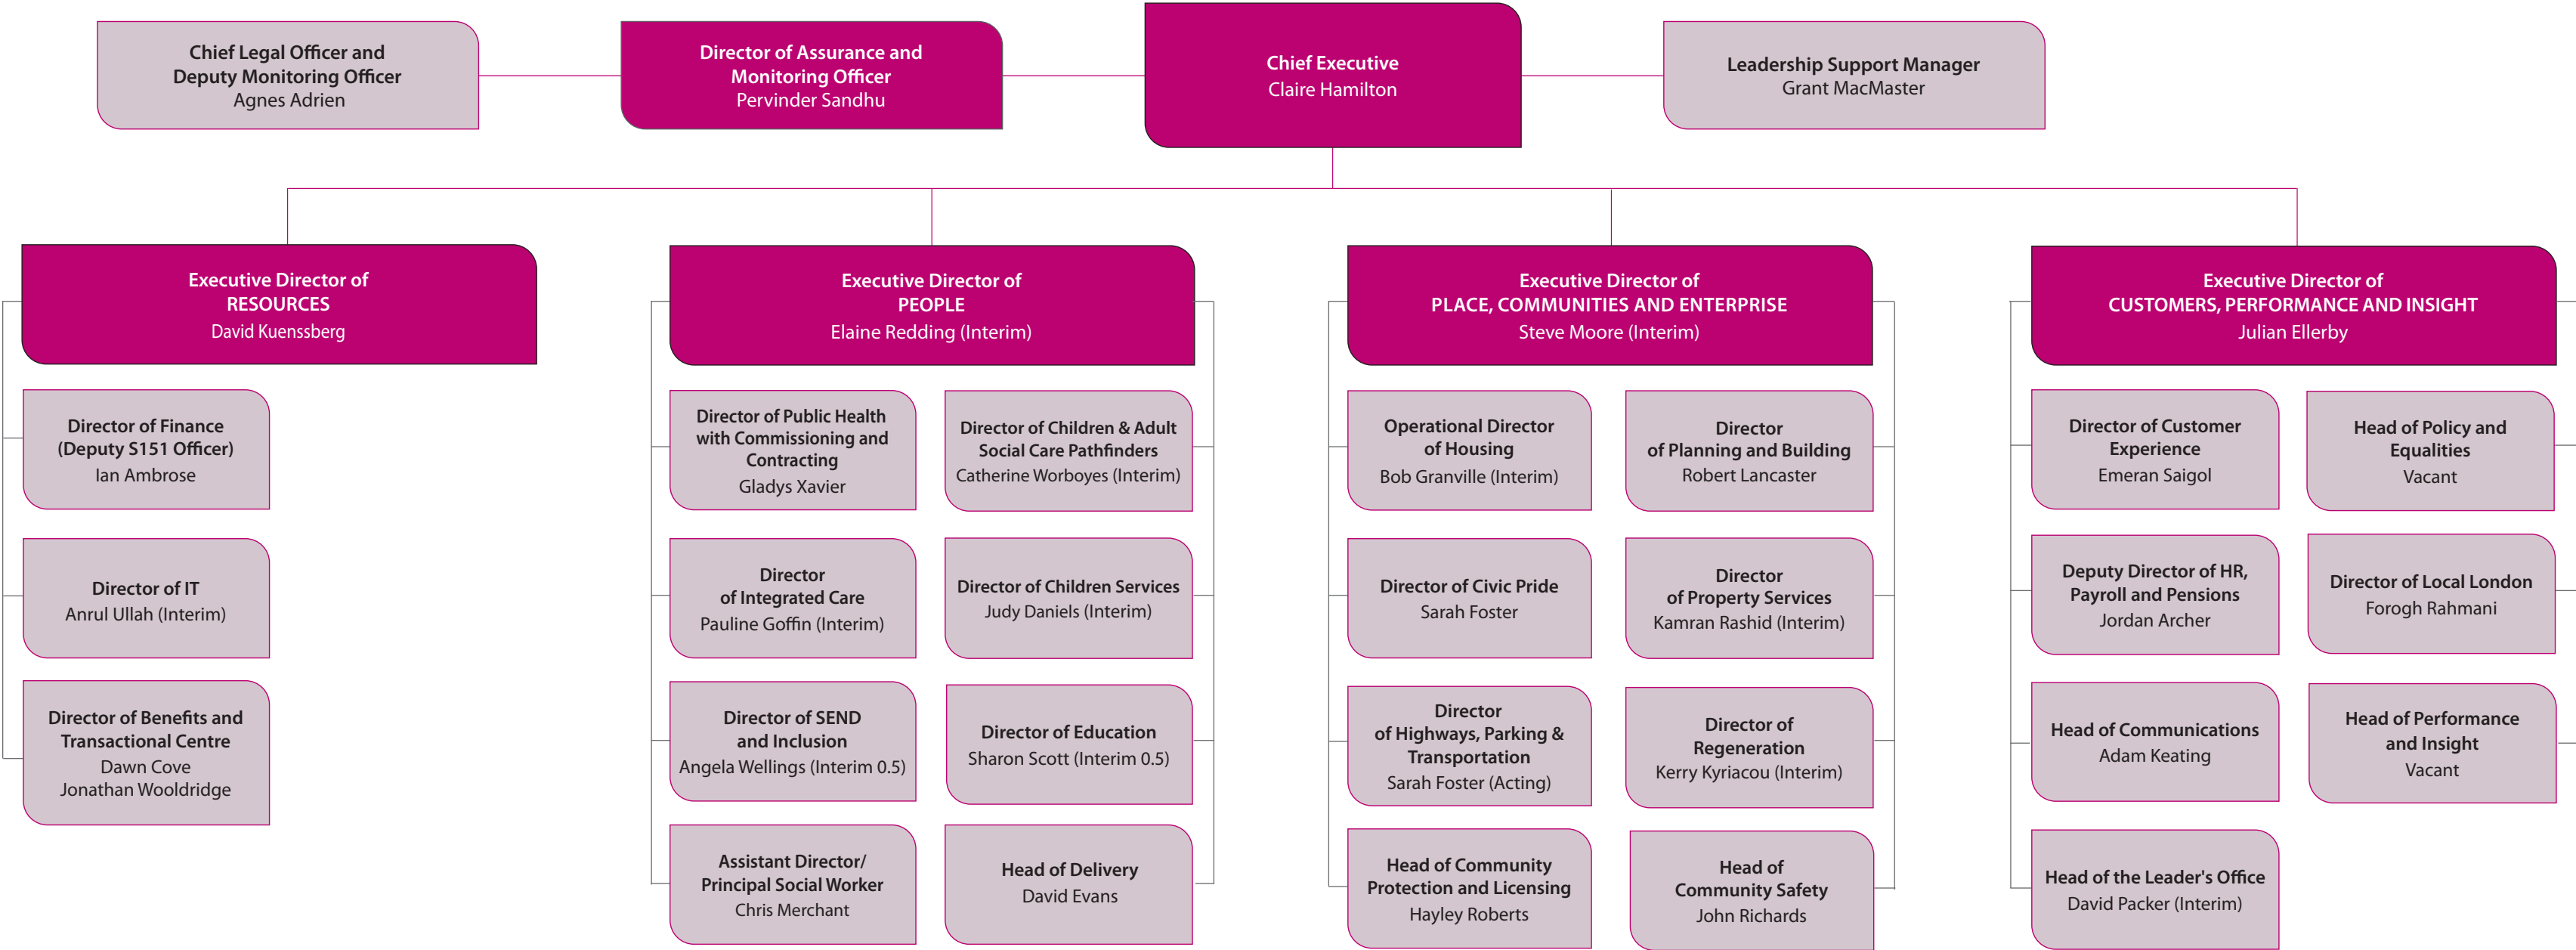 Chief Legal Officer and
Deputy Monitoring Officer
Agnes Adrien
Director of Assurance and
Monitoring Officer
Pervinder Sandhu
Chief Executive
Claire Hamilton
Leadership Support Manager
Grant MacMaster
Executive Director of
RESOURCES
David Kuenssberg
Director of Finance
(Deputy S151 Officer)
Ian Ambrose
Director of IT
Anrul Ullah (Interim)
Director of Benefits and
Transactional Centre
Dawn Cove
Jonathan Wooldridge
Executive Director of
PEOPLE
Elaine Redding (Interim)
Director of Public Health
with Commissioning and
Contracting
Gladys Xavier
Director of Children & Adult
Social Care Pathfinders
Catherine Worboyes (Interim)
Director
of Integrated Care
Pauline Goffin (Interim)
Director of Children Services
Judy Daniels (Interim)
Director of SEND
and Inclusion
Angela Wellings (Interim 0.5)
Director of Education
Sharon Scott (Interim 0.5)
Assistant Director/
Principal Social Worker
Chris Merchant
Head of Delivery
David Evans
Executive Director of
PLACE, COMMUNITIES AND ENTERPRISE
Steve Moore (Interim)
Operational Director
of Housing
Bob Granville (Interim)
Director
of Planning and Building
Robert Lancaster
Director of Civic Pride
Sarah Foster
Director
of Property Services
Kamran Rashid (Interim)
Director
of Highways, Parking &
Transportation
Sarah Foster (Acting)
Director of
Regeneration
Kerry Kyriacou (Interim)
Head of Community
Protection and Licensing
Hayley Roberts
Head of
Community Safety
John Richards
Executive Director of
CUSTOMERS, PERFORMANCE AND INSIGHT
Julian Ellerby
Director of Customer
Experience
Emeran Saigol
Head of Policy and
Equalities
Vacant
Deputy Director of HR,
Payroll and Pensions
Jordan Archer
Director of Local London
Forogh Rahmani
Head of Communications
Adam Keating
Head of Performance
and Insight
Vacant
Head of the Leader's Office
David Packer (Interim)